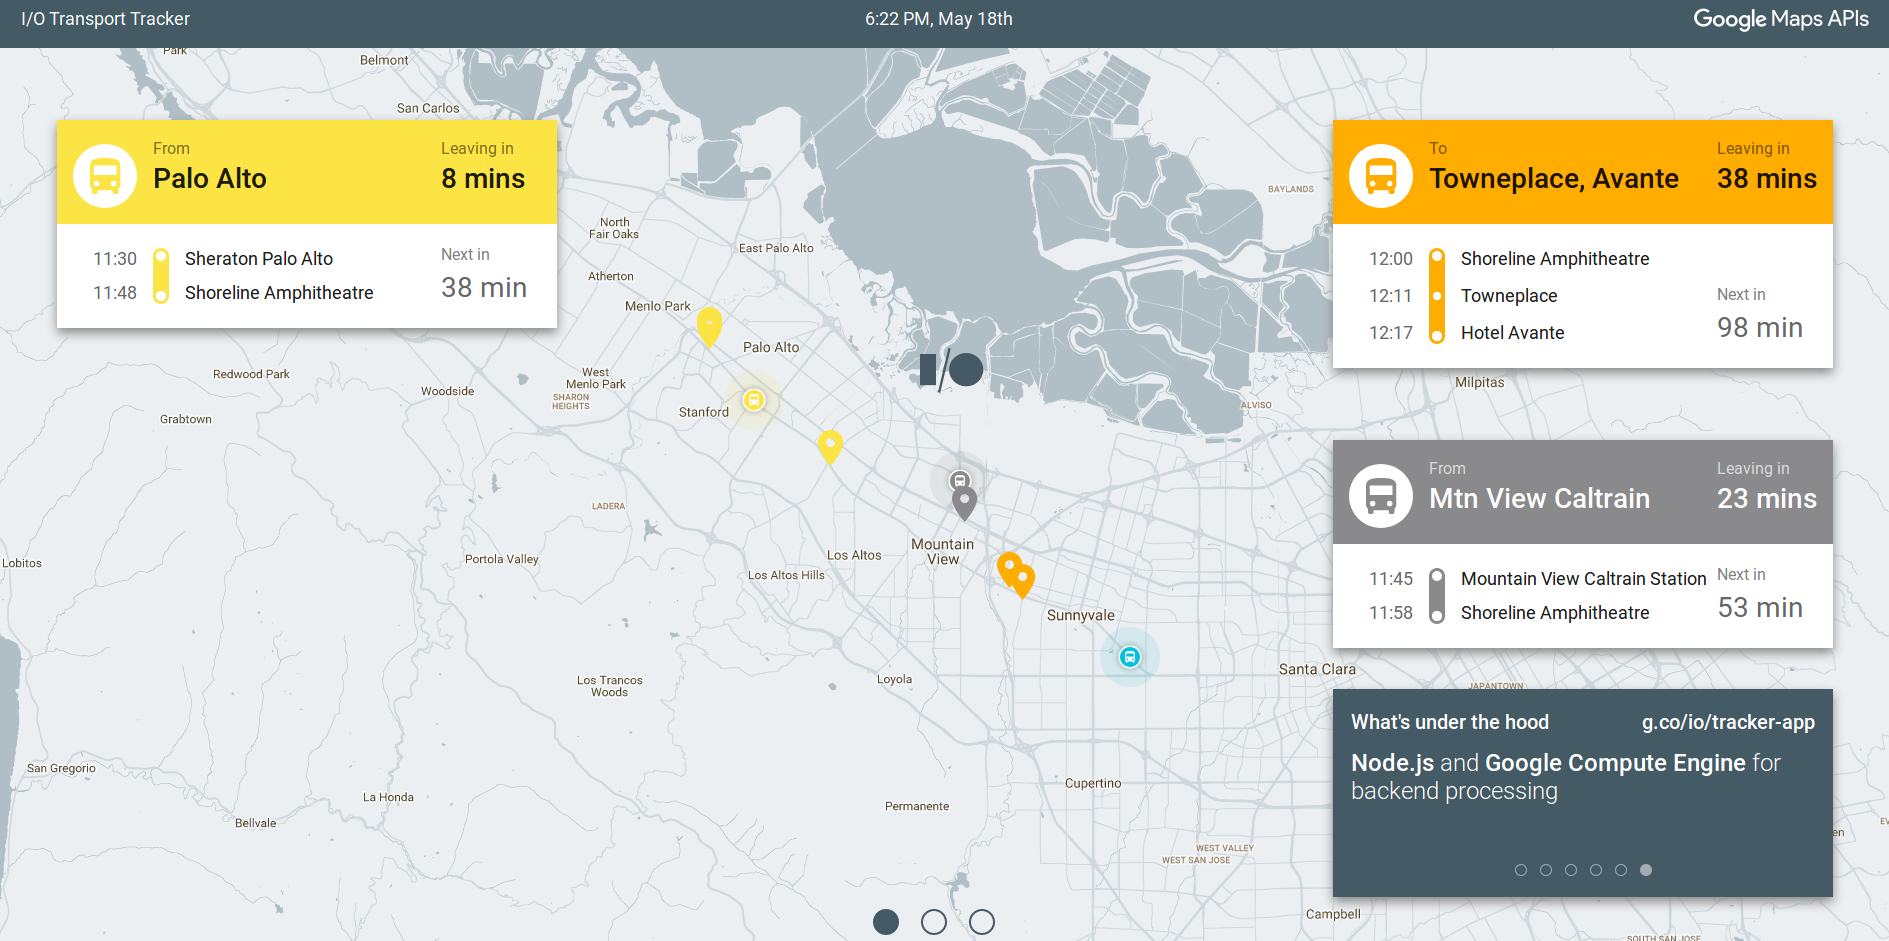 I/O Transport Tracker
6:22 PM, May 18th
Google Maps APIs
Park
Belmont
San Carlos
From
Palo Alto
Leaving in
8 mins
11:30
Sheraton Palo Alto
11:48
Shoreline Amphitheatre
Next in
38 min
To
Towneplace, Avante
Leaving in
38 mins
12:00
Shoreline Amphitheatre
12:11
Towneplace
12:17
Hotel Avante
Next in
98 min
BAYLANDS
North
Fair Oaks
East Palo Alto
Atherton
Menlo Park
Palo Alto
I/O
Redwood Park
West
Menlo Park
Woodside
SHARON
HEIGHTS
Stanford
Grabtown
Milpitas
ALVISO
From
Mtn View Caltrain
Leaving in
23 mins
11:45
Mountain View Caltrain Station
11:58
Shoreline Amphitheatre
Next in
53 min
LADERA
Mountain
View
Los Altos
Portola Valley
Lobitos
Los Altos Hills
Sunnyvale
Santa Clara
Los Trancos
Woods
Loyola
JAPANTOWN
What's under the hood
g.co/io/tracker-app
Node.js and Google Compute Engine for
backend processing
San Gregorio
La Honda
Bellvale
Cupertino
Permanente
WEST VALLEY
WEST SAN JOSE
Campbell
SOUTH SAN JOSE